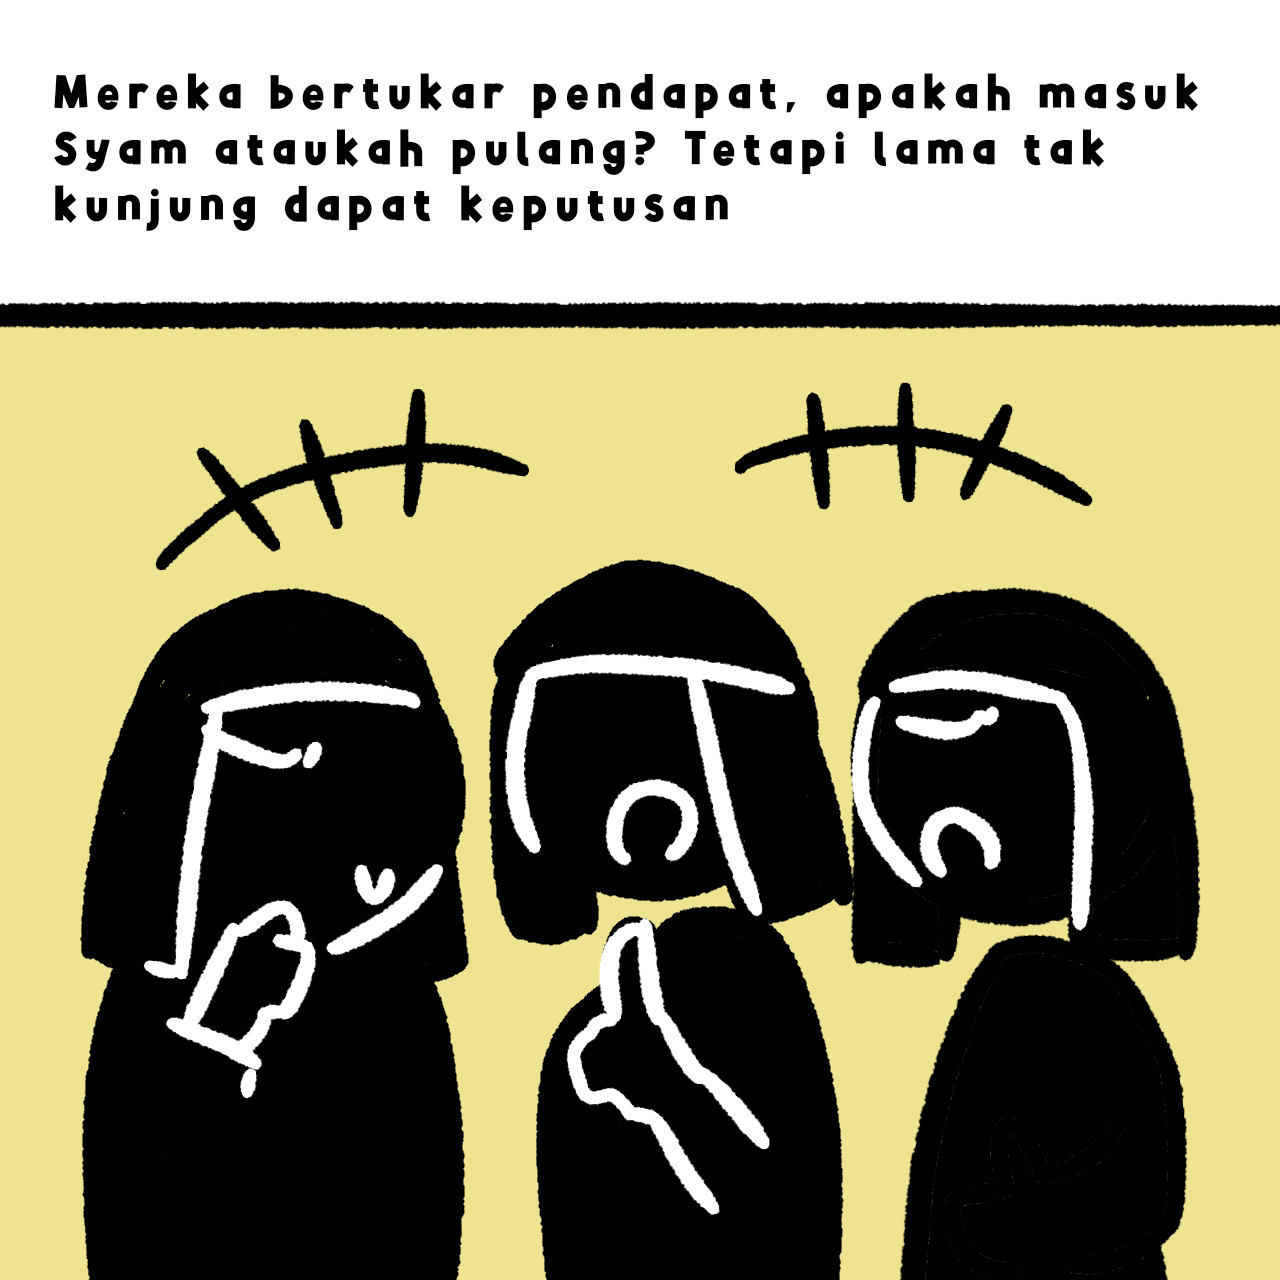 Mereka bertukar pendapat, apakah masuk
Syam ataukah pulang? Tetapi lama tak
kunjung dapat keputusan